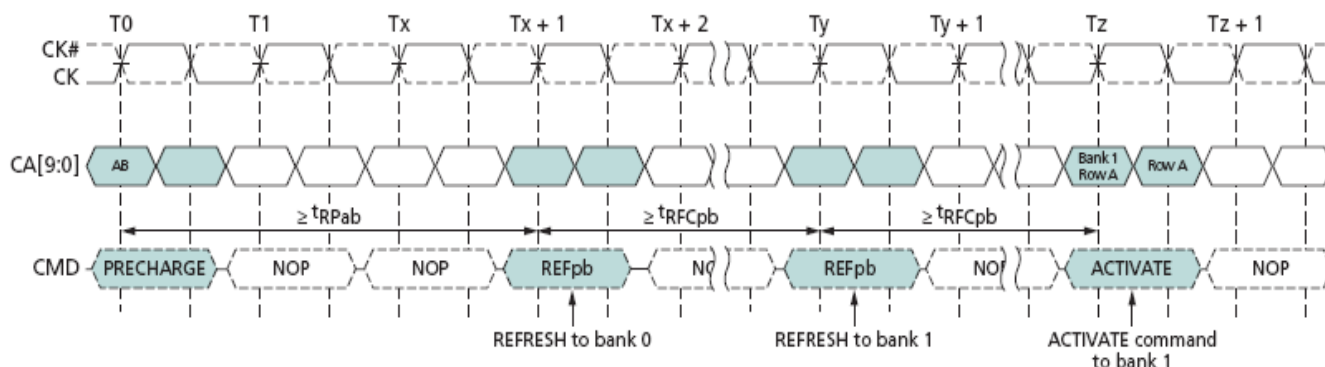 T0 T1 Tx Tx + 1 Tx + 2 Ty Ty + 1 Tz Tz + 1
CK#
CK
CA[9:0] AB Bank 1 Row A Row A
≥ tRPab ≥ tRFCpb ≥ tRFCpb
CMD PRECHARGE NOP NOP REFpb NO REFpb NOP ACTIVATE NOP
REFRESH to bank 0 REFRESH to bank 1 ACTIVATE command
to bank 1